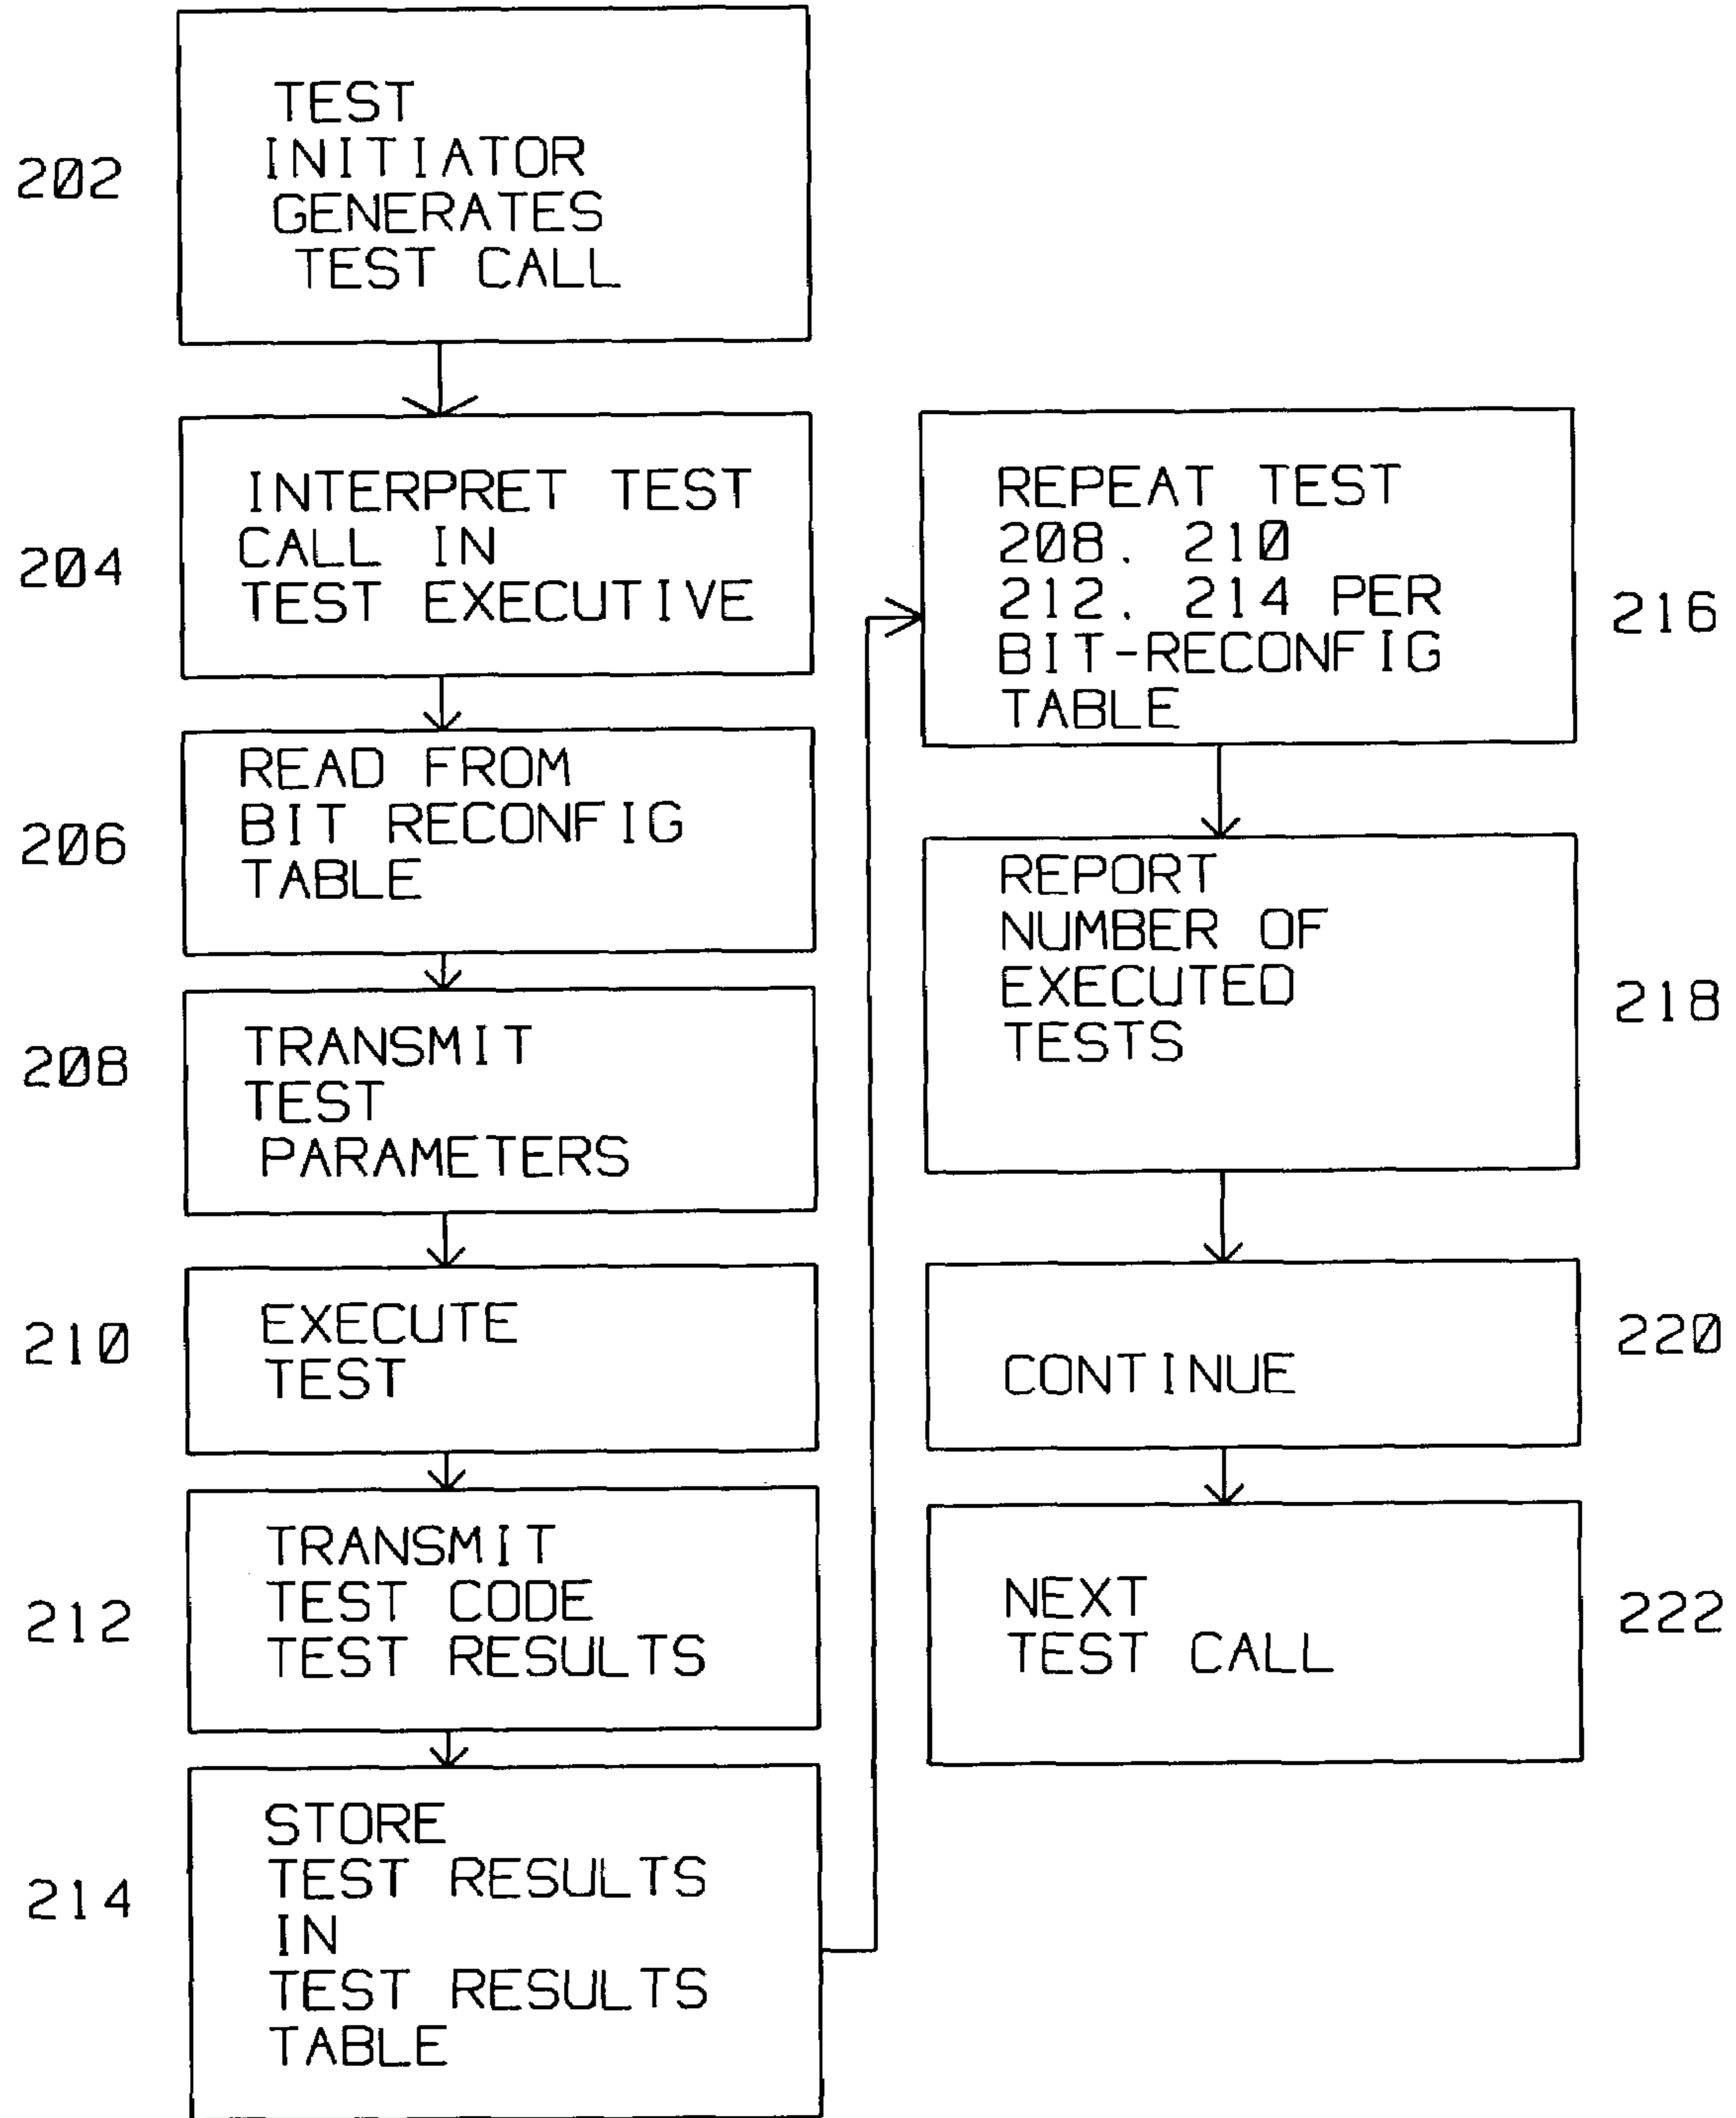 202
TEST
INITIATOR
GENERATES
TEST CALL
204
INTERPRET TEST
CALL IN
TEST EXECUTIVE
206
READ FROM
BIT RECONFIG
TABLE
208
TRANSMIT
TEST
PARAMETERS
210
EXECUTE
TEST
212
TRANSMIT
TEST CODE
TEST RESULTS
214
STORE
TEST RESULTS
IN
TEST RESULTS
TABLE
REPEAT TEST
208. 210
212. 214 PER
BIT-RECONFIG
TABLE
216
REPORT
NUMBER OF
EXECUTED
TESTS
218
CONTINUE
220
NEXT
TEST CALL
222